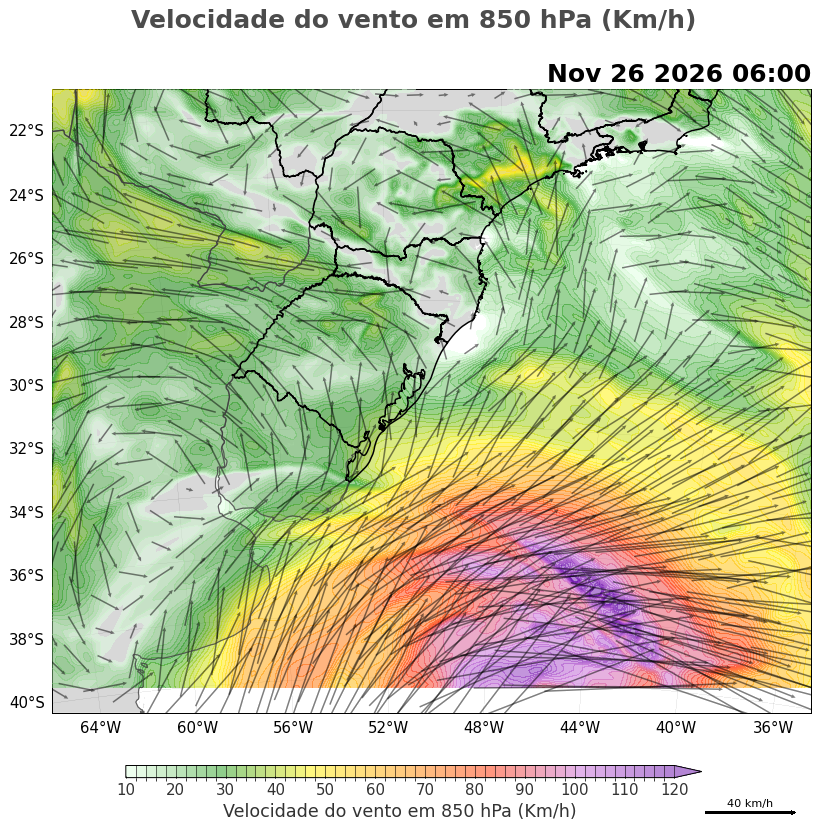 Velocidade do vento em 850 hPa (Km/h)
Nov 26 2026 06:00
22°S
24°S
26°S
28°S
30°S
32°S
34°S
36°S
38°S
40°S
64°W 60°W 56°W 52°W 48°W 44°W 40°W 36°W
10 20 30 40 50 60 70 80 90 100 110 120
Velocidade do vento em 850 hPa (Km/h)
40 km/h